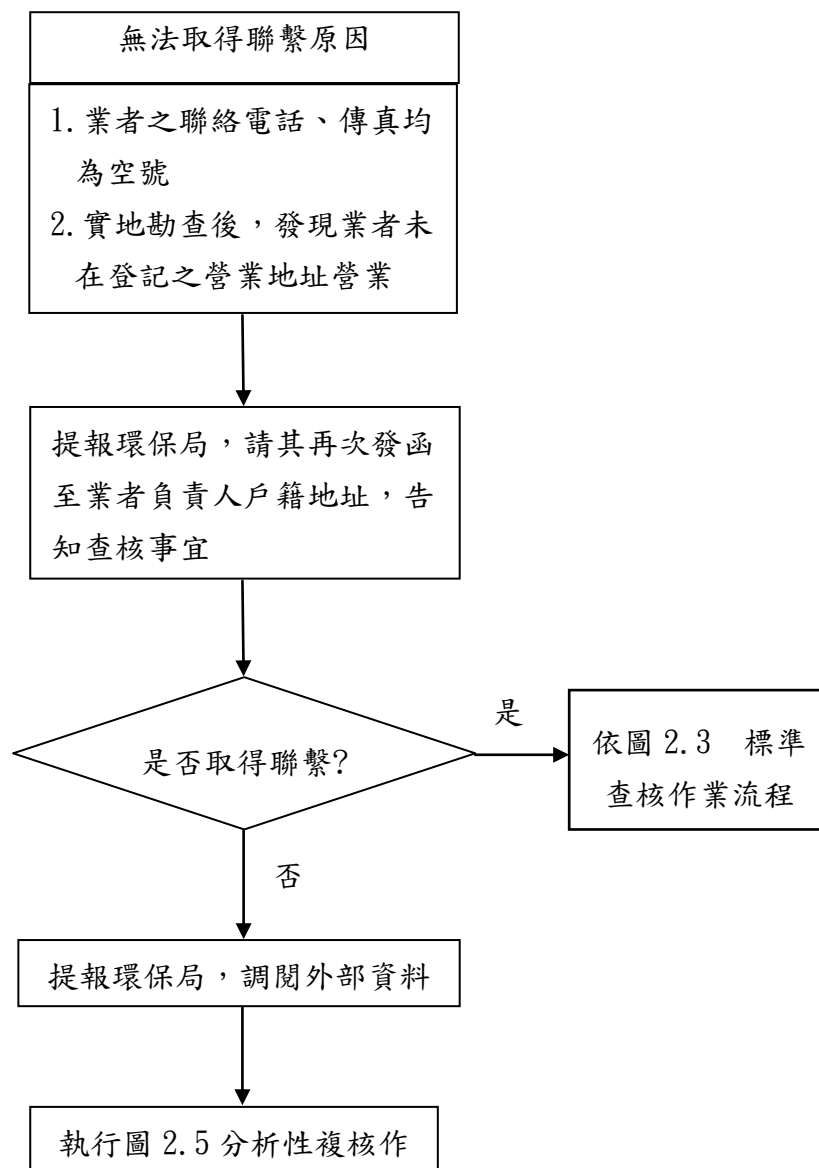 無法取得聯繫原因
1. 業者之聯絡電話、傳真均
為空號
2. 實地勘查後，發現業者未
在登記之營業地址營業
提報環保局，請其再次發函
至業者負責人戶籍地址，告
知查核事宜
是否取得聯繫?
是
依圖 2.3　標準
查核作業流程
否
提報環保局，調閱外部資料
執行圖 2.5 分析性複核作